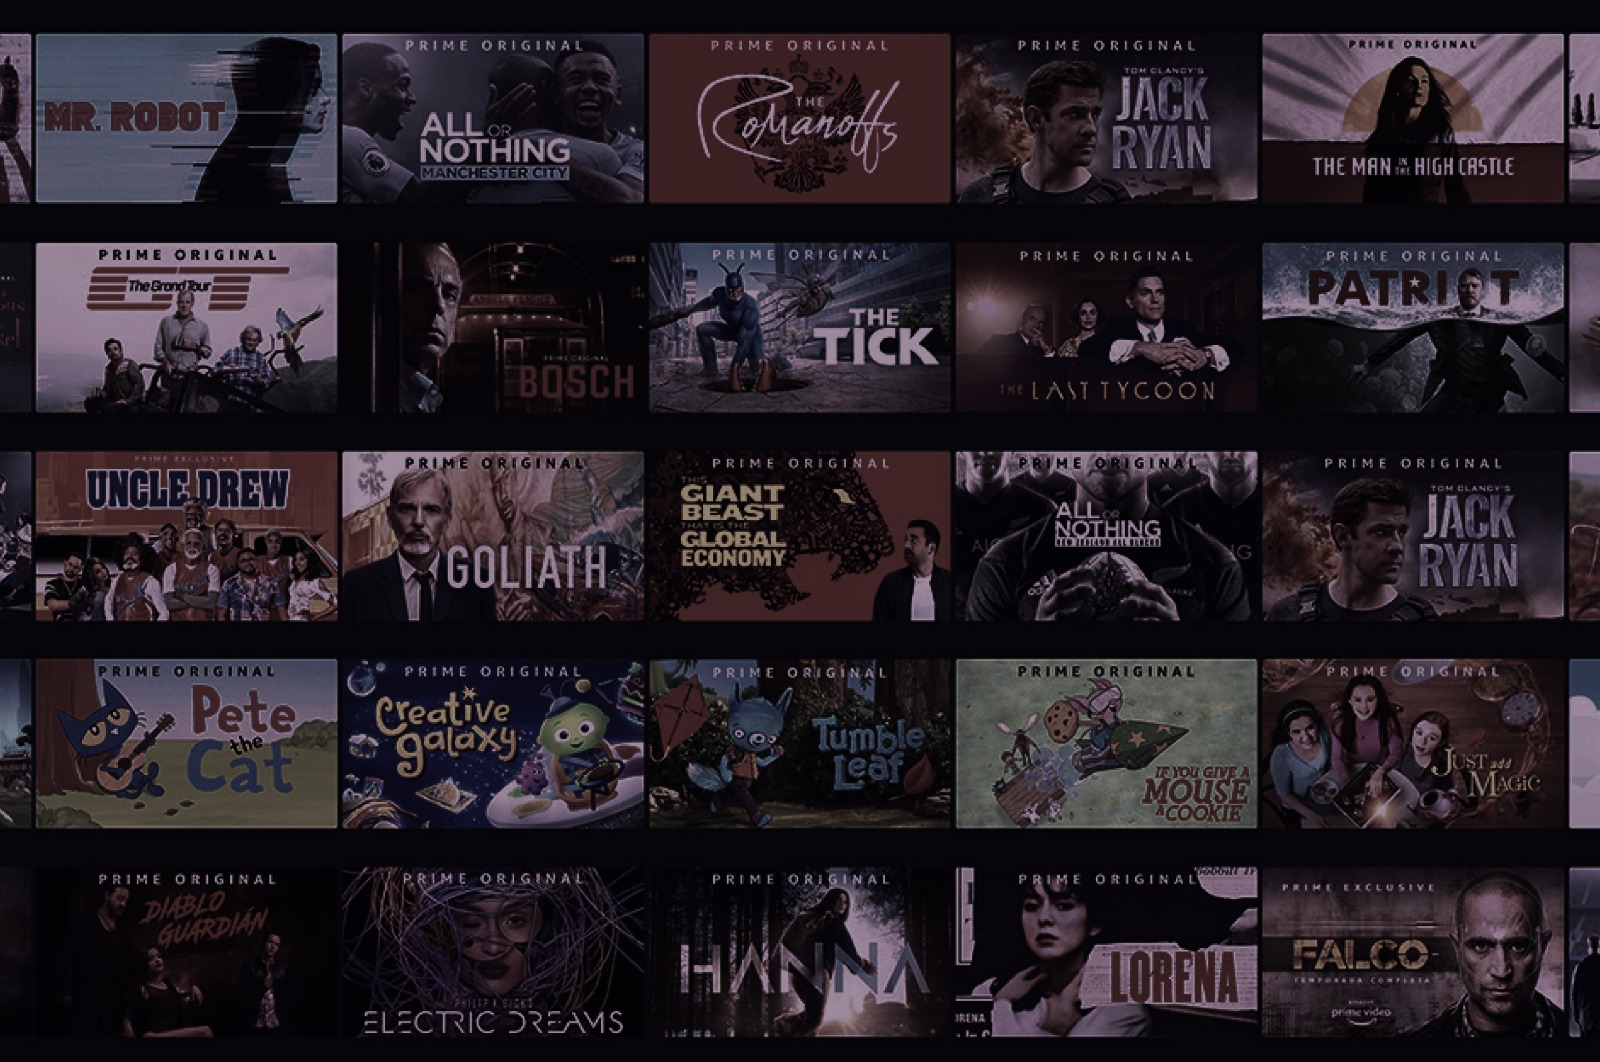 MR. ROBOT
PRIME ORIGINAL
ALL OR
NOTHING
MANCHESTER CITY
PRIME ORIGINAL
THE
Romanoffs
PRIME ORIGINAL
TOM CLANCY'S
JACK
RYAN
PRIME ORIGINAL
THE MAN IN THE HIGH CASTLE
PRIME ORIGINAL
GT
The Grand Tour
PRIME ORIGINAL
BOSCH
PRIME ORIGINAL
THE
TICK
PRIME ORIGINAL
THE LAST TYCOON
PRIME ORIGINAL
PATRIOT
PRIME EXCLUSIVE
UNCLE DREW
PRIME ORIGINAL
GOLIATH
PRIME ORIGINAL
THIS
GIANT
BEAST
THAT IS THE
GLOBAL
ECONOMY
PRIME ORIGINAL
ALL OR
NOTHING
NEW ZEALAND ALL BLACKS
PRIME ORIGINAL
TOM CLANCY'S
JACK
RYAN
PRIME ORIGINAL
Pete
the
Cat
PRIME ORIGINAL
Creative
galaxy
PRIME ORIGINAL
Tumble
Leaf
PRIME ORIGINAL
IF YOU GIVE A
MOUSE
A COOKIE
PRIME ORIGINAL
JUST add
MAGIC
PRIME ORIGINAL
DIABLO
GUARDIÁN
PRIME ORIGINAL
PHILIP K. DICK'S
ELECTRIC DREAMS
PRIME ORIGINAL
HANNA
PRIME ORIGINAL
LORENA
PRIME EXCLUSIVE
FALCO
TEMPORADA COMPLETA
amazon
prime video